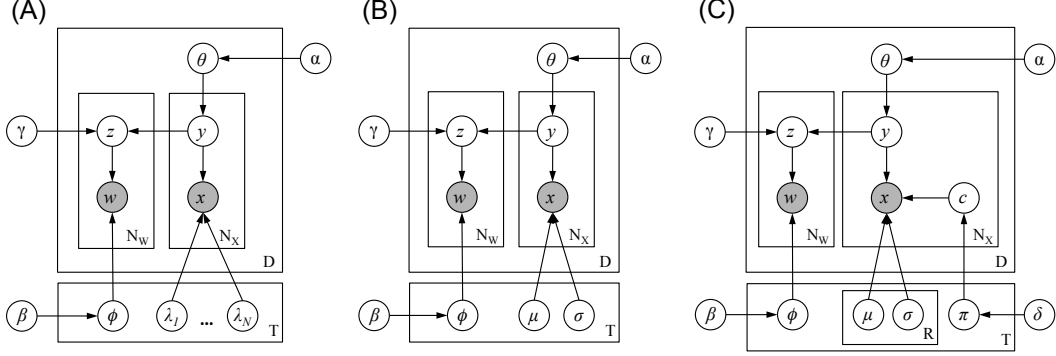 (A) (B) (C)
θ α θ α θ α
γ z y γ z y γ z y
w x w x w x c
N_W N_X N_W N_X N_W N_X
D D D
β ϕ λ_1 ... λ_N T β ϕ μ σ T β ϕ μ σ R π T δ